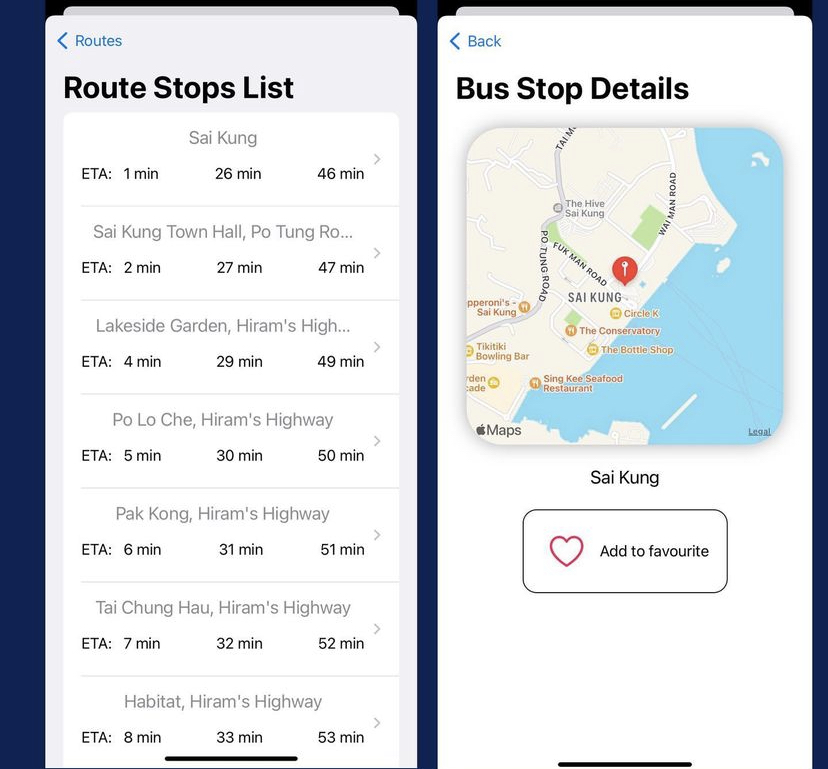 Routes
Route Stops List
Sai Kung
ETA: 1 min 26 min 46 min
Sai Kung Town Hall, Po Tung Ro...
ETA: 2 min 27 min 47 min
Lakeside Garden, Hiram's High...
ETA: 4 min 29 min 49 min
Po Lo Che, Hiram's Highway
ETA: 5 min 30 min 50 min
Pak Kong, Hiram's Highway
ETA: 6 min 31 min 51 min
Tai Chung Hau, Hiram's Highway
ETA: 7 min 32 min 52 min
Habitat, Hiram's Highway
ETA: 8 min 33 min 53 min
Back
Bus Stop Details
TAI M
The Hive
Sai Kung
WAI MAN ROAD
PO TUNG ROAD
FUK MAN ROAD
SAI KUNG
pperoni's -
Sai Kung
Circle K
The Conservatory
Tikitiki
Bowling Bar
The Bottle Shop
rden
cade
Sing Kee Seafood
Restaurant
Maps
Legal
Sai Kung
Add to favourite